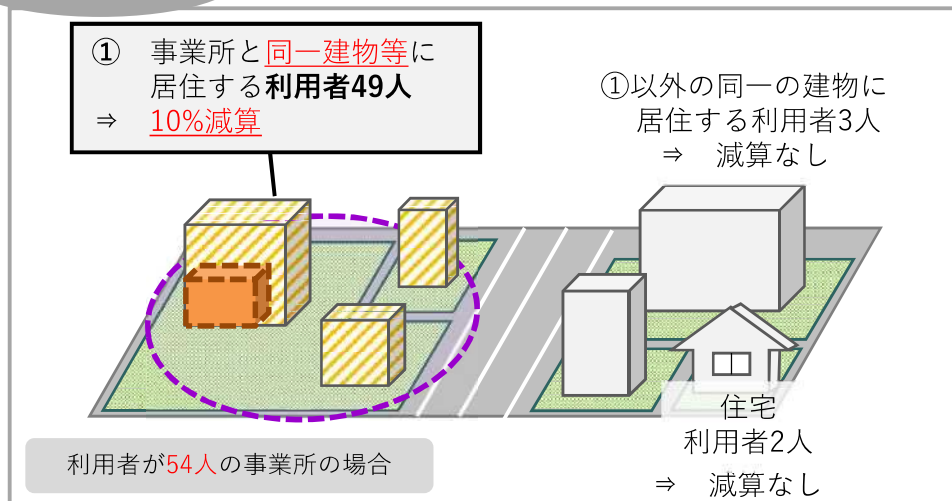 ① 事業所と同一建物等に
居住する利用者49人
⇒ 10%減算
①以外の同一の建物に
居住する利用者3人
⇒ 減算なし
住宅
利用者2人
⇒ 減算なし
利用者が54人の事業所の場合